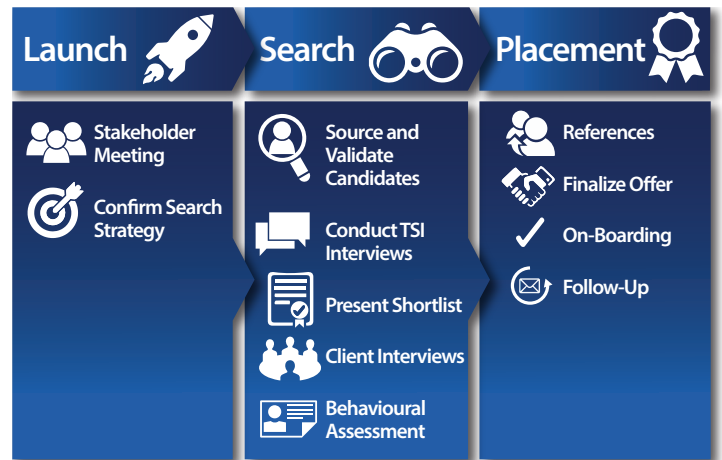 Launch
Stakeholder
Meeting
Confirm Search
Strategy
Search
Source and
Validate
Candidates
Conduct TSI
Interviews
Present Shortlist
Client Interviews
Behavioural
Assessment
Placement
References
Finalize Offer
On-Boarding
Follow-Up